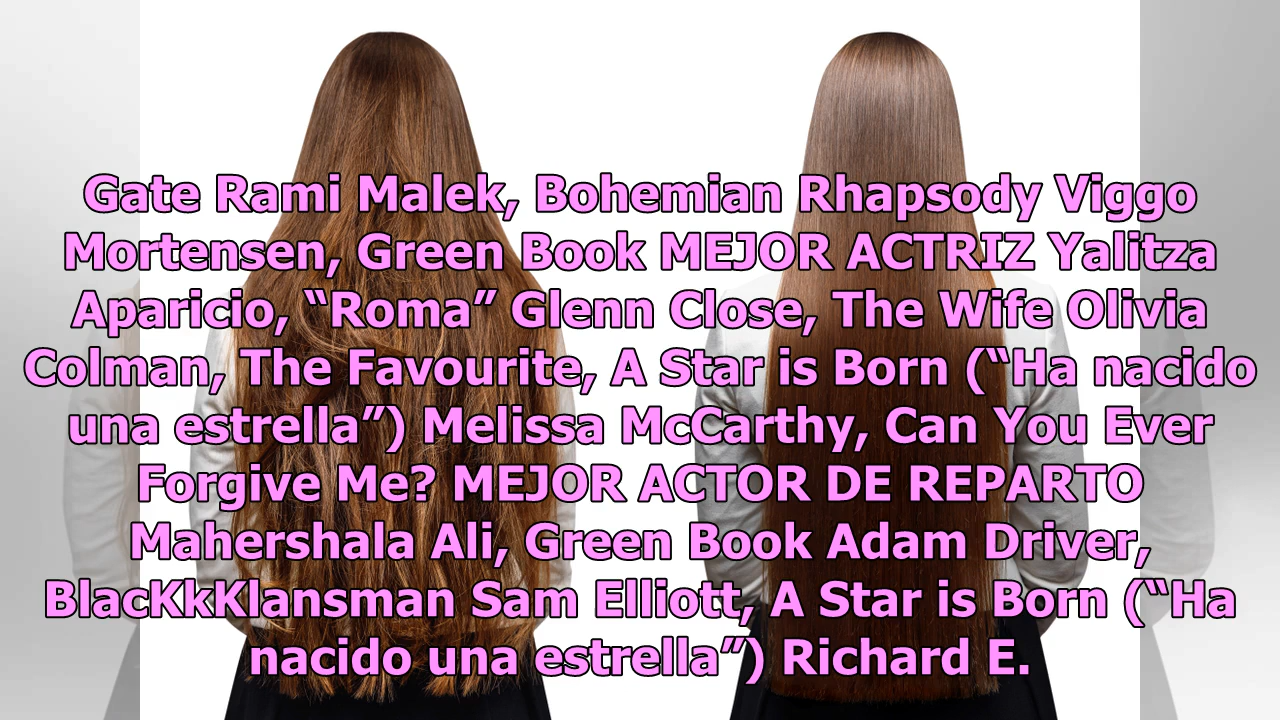 Gate Rami Malek, Bohemian Rhapsody Viggo
Mortensen, Green Book MEJOR ACTRIZ Yalitza
Aparicio, “Roma” Glenn Close, The Wife Olivia
Colman, The Favourite, A Star is Born (“Ha nacido
una estrella”) Melissa McCarthy, Can You Ever
Forgive Me? MEJOR ACTOR DE REPARTO
Mahershala Ali, Green Book Adam Driver,
BlacKkKlansman Sam Elliott, A Star is Born (“Ha
nacido una estrella”) Richard E.